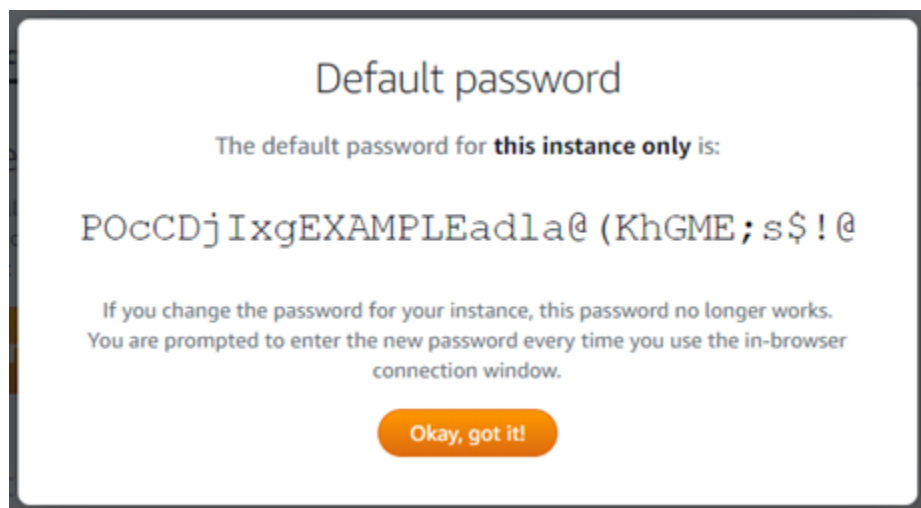 Default password
The default password for this instance only is:
POcCDjIxgEXAMPLEadla@(KhGME;s$!@
If you change the password for your instance, this password no longer works.
You are prompted to enter the new password every time you use the in-browser
connection window.
Okay, got it!